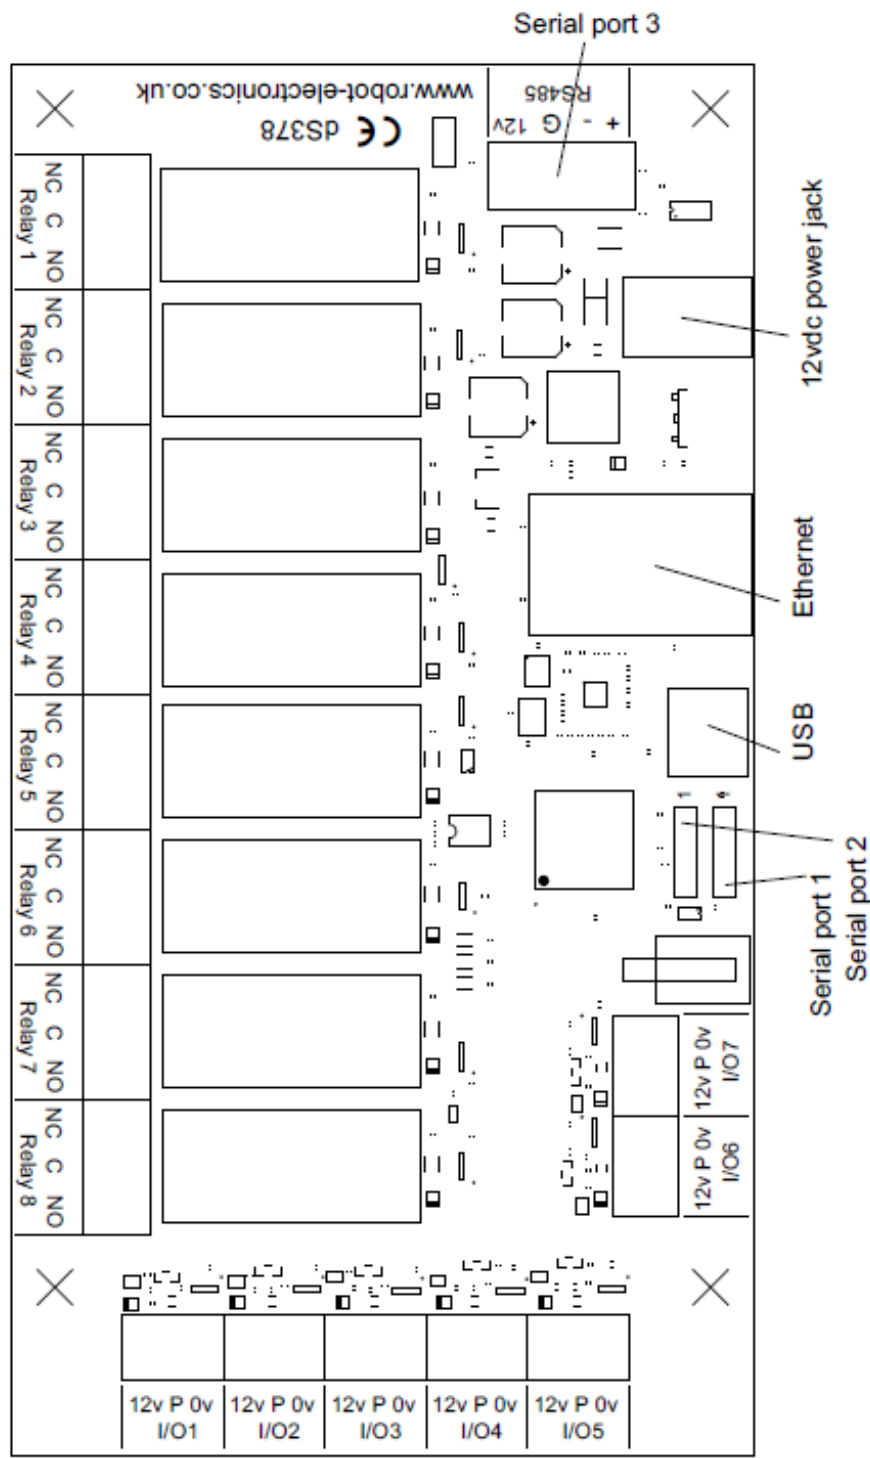 Serial port 3
www.robot-electronics.co.uk
RS485
+ - G 12v
CE dS378
NC C NO
Relay 1
NC C NO
Relay 2
NC C NO
Relay 3
NC C NO
Relay 4
NC C NO
Relay 5
NC C NO
Relay 6
NC C NO
Relay 7
NC C NO
Relay 8
12vdc power jack
Ethernet
USB
1
Serial port 1
Serial port 2
12v P 0v
I/O7
12v P 0v
I/O6
12v P 0v
I/O1
12v P 0v
I/O2
12v P 0v
I/O3
12v P 0v
I/O4
12v P 0v
I/O5